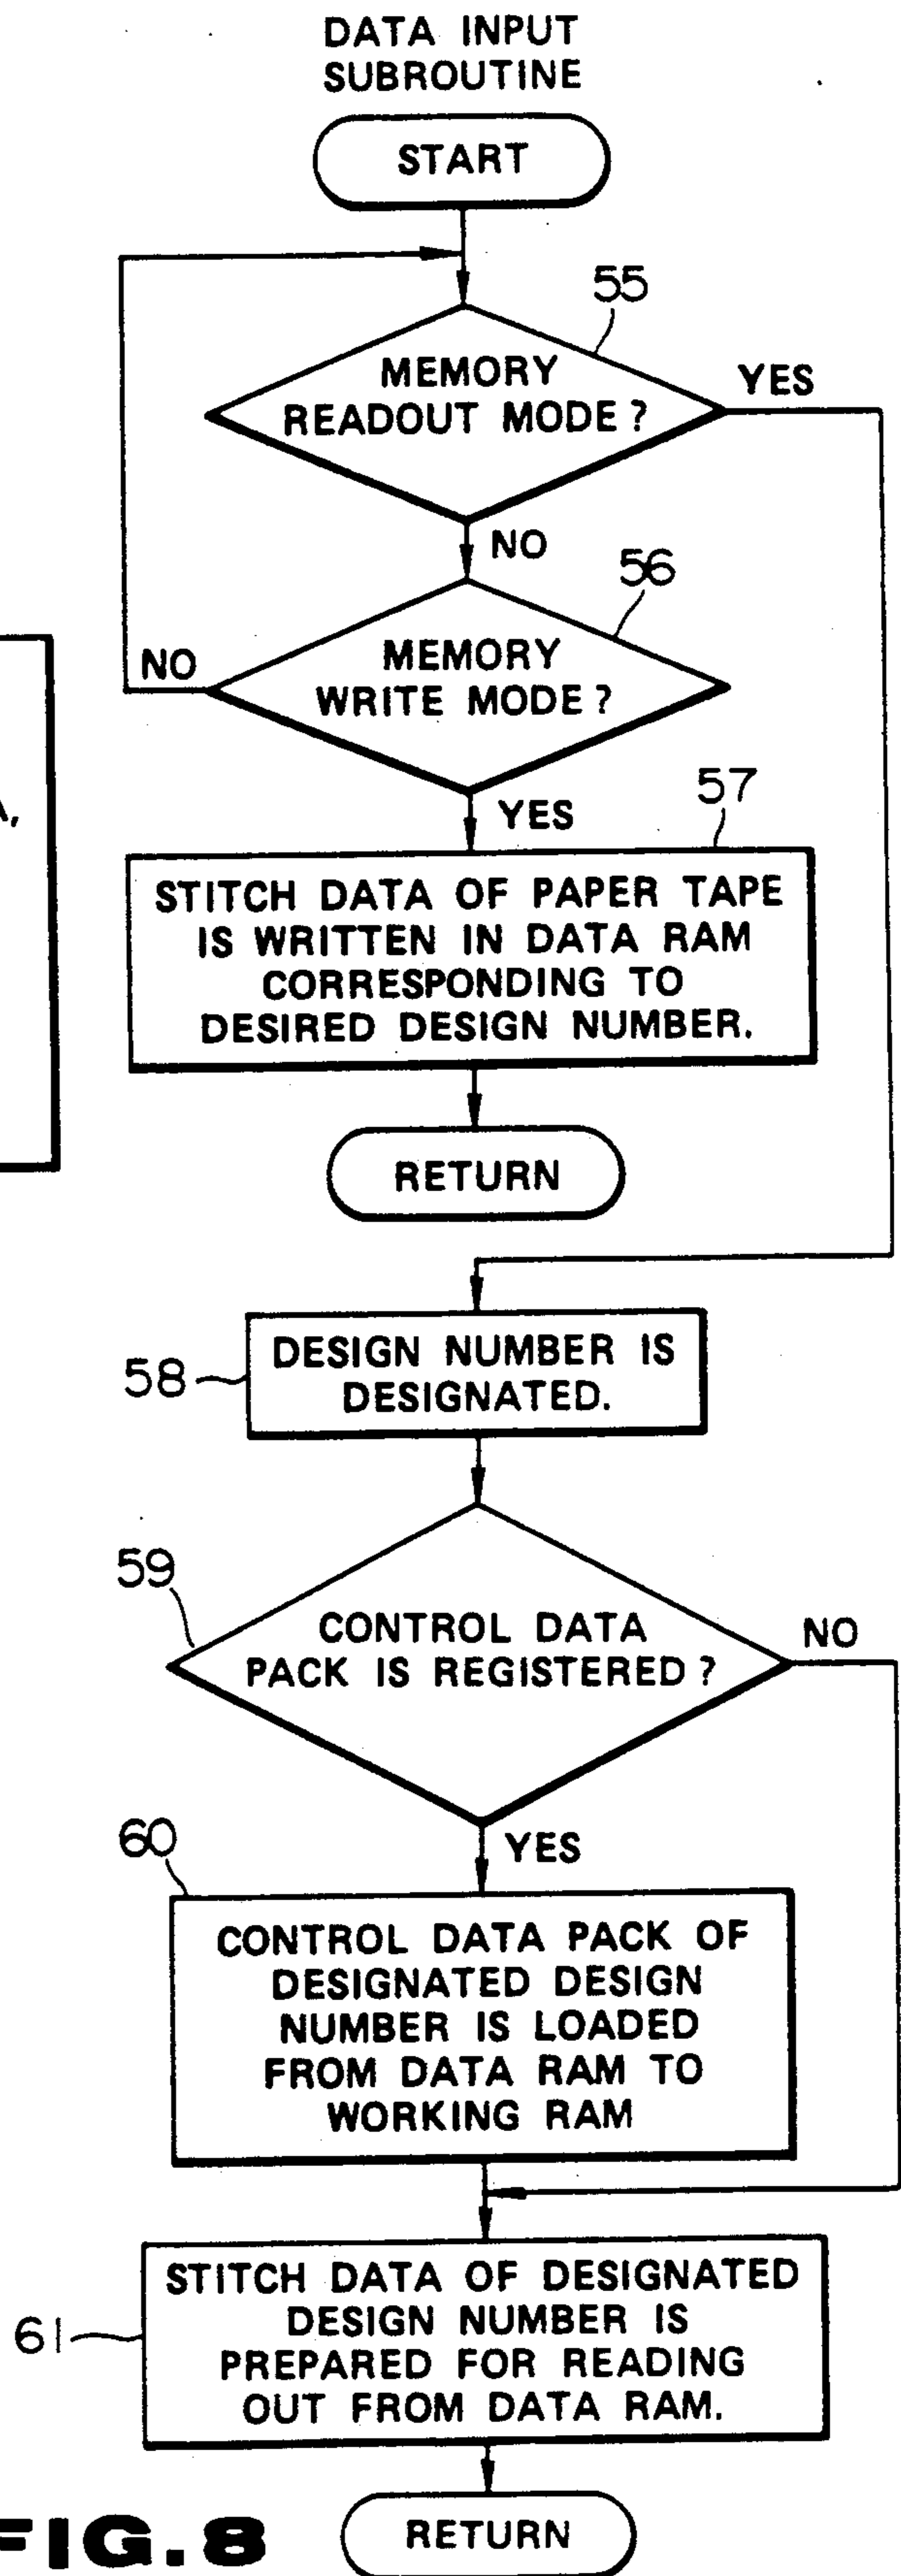 DATA INPUT
SUBROUTINE
START
55
MEMORY
READOUT MODE?
YES
NO
56
MEMORY
WRITE MODE?
NO
YES
57
STITCH DATA OF PAPER TAPE
IS WRITTEN IN DATA RAM
CORRESPONDING TO
DESIRED DESIGN NUMBER.
RETURN
58
DESIGN NUMBER IS
DESIGNATED.
59
CONTROL DATA
PACK IS REGISTERED?
NO
YES
60
CONTROL DATA PACK OF
DESIGNATED DESIGN
NUMBER IS LOADED
FROM DATA RAM TO
WORKING RAM
61
STITCH DATA OF DESIGNATED
DESIGN NUMBER IS
PREPARED FOR READING
OUT FROM DATA RAM.
RETURN
FIG.8